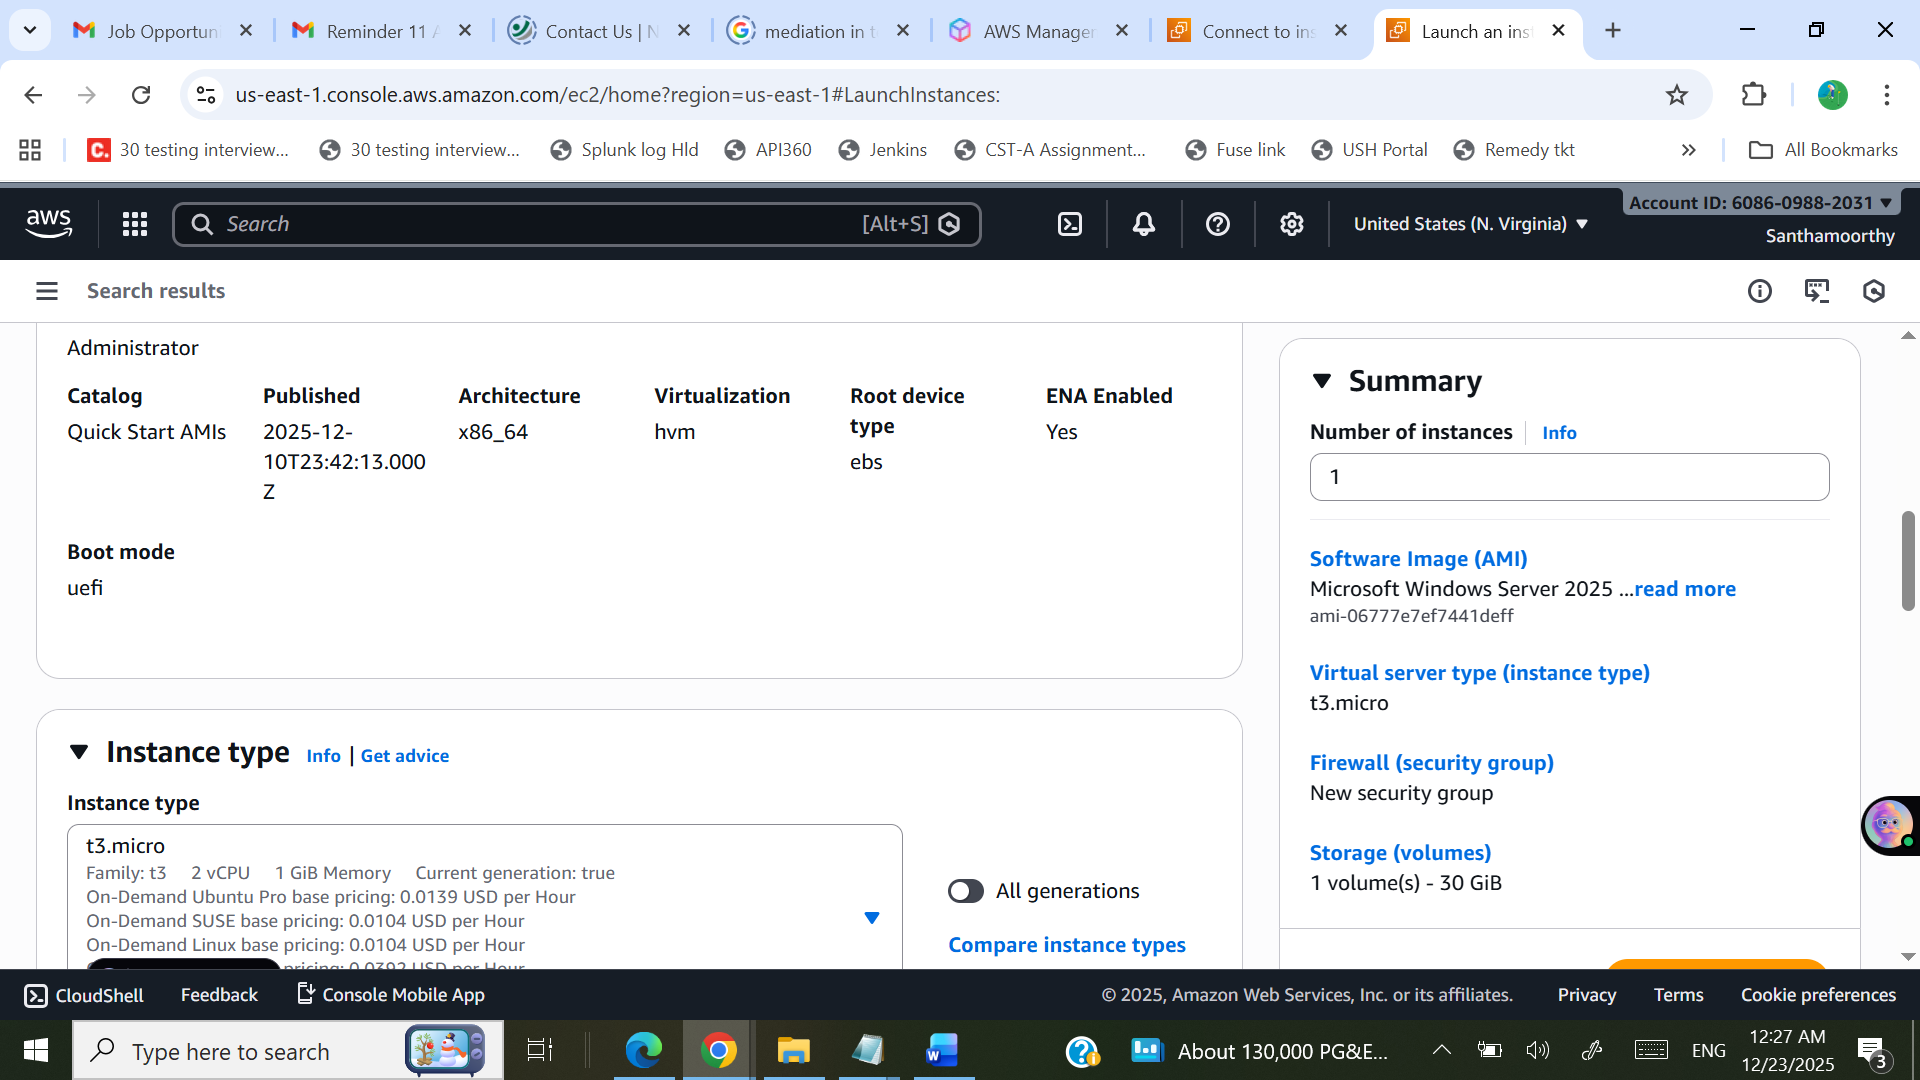 Job Opportun
Reminder 11 A
Contact Us | N
mediation in t
AWS Manager
Connect to ins
Launch an inst
us-east-1.console.aws.amazon.com/ec2/home?region=us-east-1#LaunchInstances:
C.
30 testing interview...
30 testing interview...
Splunk log Hld
API360
Jenkins
CST-A Assignment...
Fuse link
USH Portal
Remedy tkt
»
All Bookmarks
aws
Search
[Alt+S]
United States (N. Virginia)
Account ID: 6086-0988-2031
Santhamoorthy
Search results
Administrator
Catalog
Quick Start AMIs
Published
2025-12-
10T23:42:13.000
Z
Architecture
x86_64
Virtualization
hvm
Root device
type
ebs
ENA Enabled
Yes
Boot mode
uefi
Instance type Info | Get advice
Instance type
t3.micro
Family: t3 2 vCPU 1 GiB Memory Current generation: true
On-Demand Ubuntu Pro base pricing: 0.0139 USD per Hour
On-Demand SUSE base pricing: 0.0104 USD per Hour
On-Demand Linux base pricing: 0.0104 USD per Hour
pricing: 0.0392 USD per Hour
All generations
Compare instance types
Summary
Number of instances Info
1
Software Image (AMI)
Microsoft Windows Server 2025 ...read more
ami-06777e7ef7441deff
Virtual server type (instance type)
t3.micro
Firewall (security group)
New security group
Storage (volumes)
1 volume(s) - 30 GiB
CloudShell
Feedback
Console Mobile App
© 2025, Amazon Web Services, Inc. or its affiliates.
Privacy
Terms
Cookie preferences
Type here to search
About 130,000 PG&E...
ENG
12:27 AM
12/23/2025
3